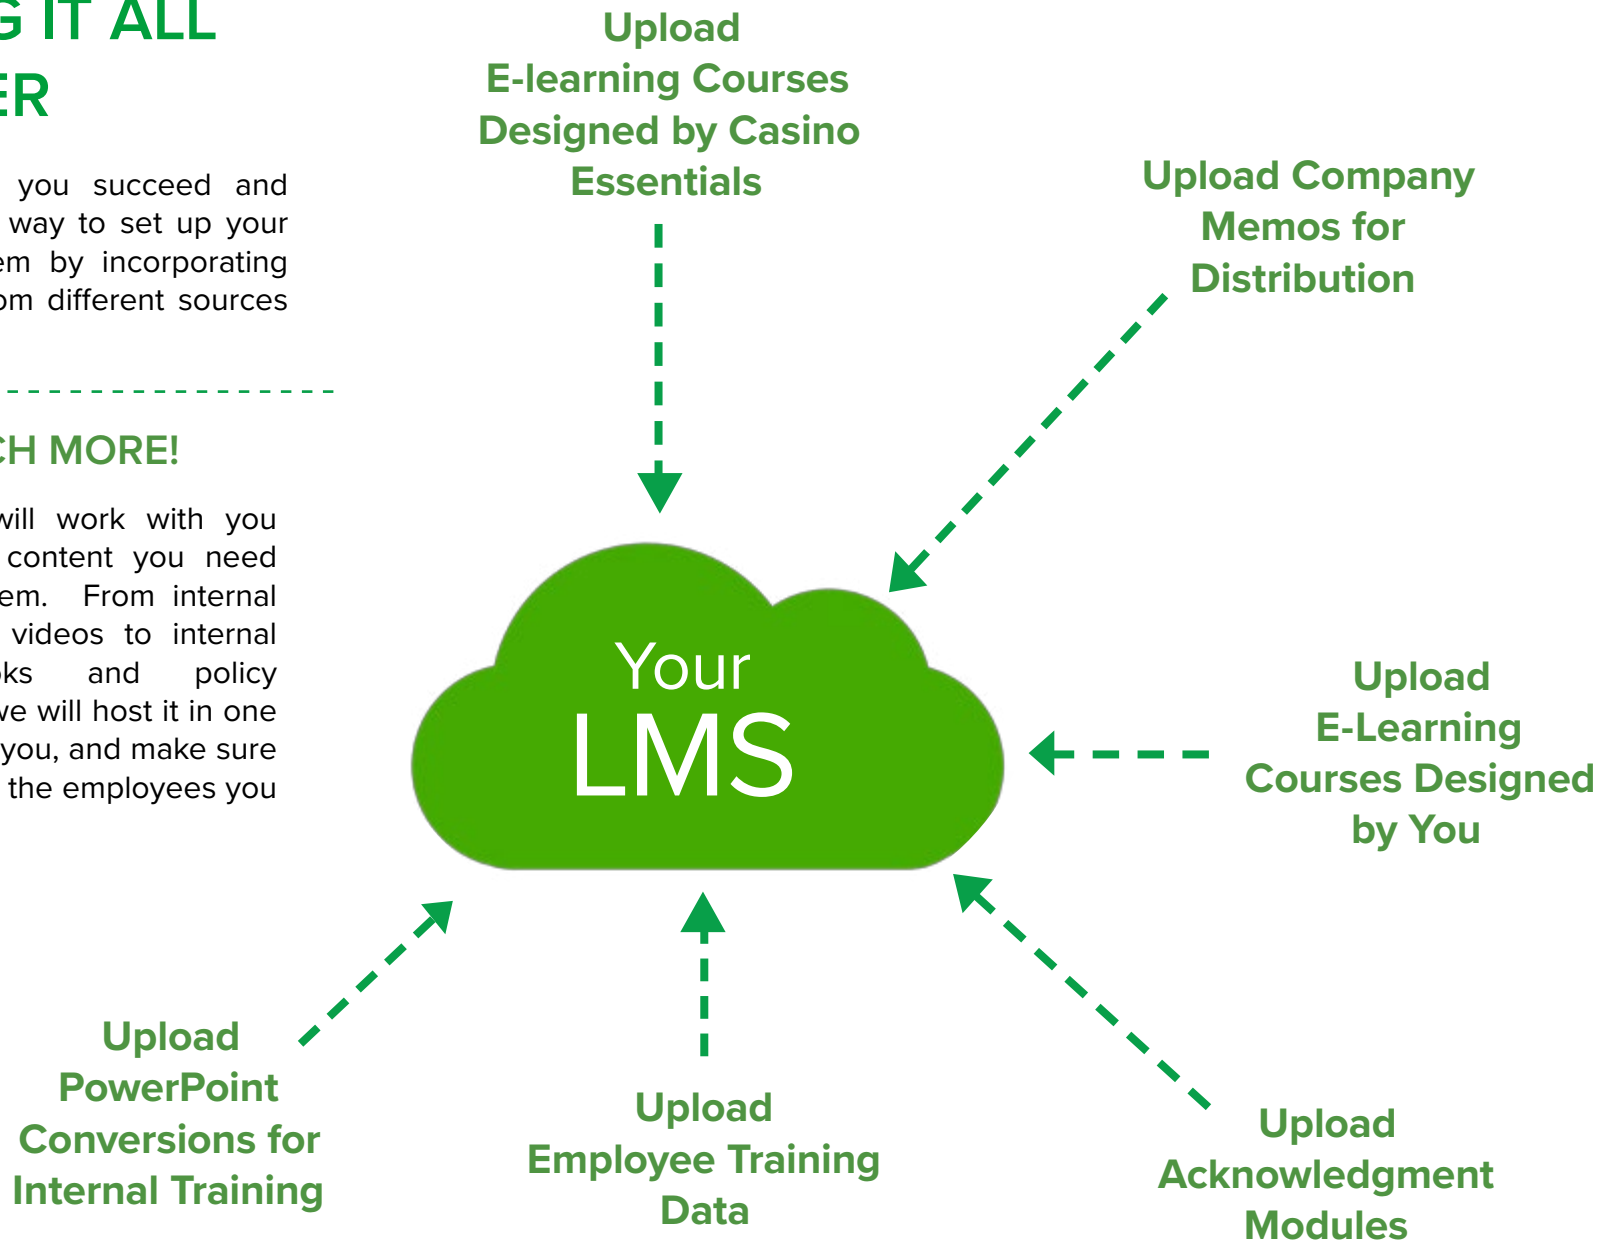 G IT ALL
ER
you succeed and
way to set up your
em by incorporating
om different sources
CH MORE!
will work with you
content you need
em. From internal
videos to internal
oks and policy
we will host it in one
you, and make sure
the employees you
Upload
E-learning Courses
Designed by Casino
Essentials
Upload Company
Memos for
Distribution
Your
LMS
Upload
E-Learning
Courses Designed
by You
Upload
PowerPoint
Conversions for
Internal Training
Upload
Employee Training
Data
Upload
Acknowledgment
Modules